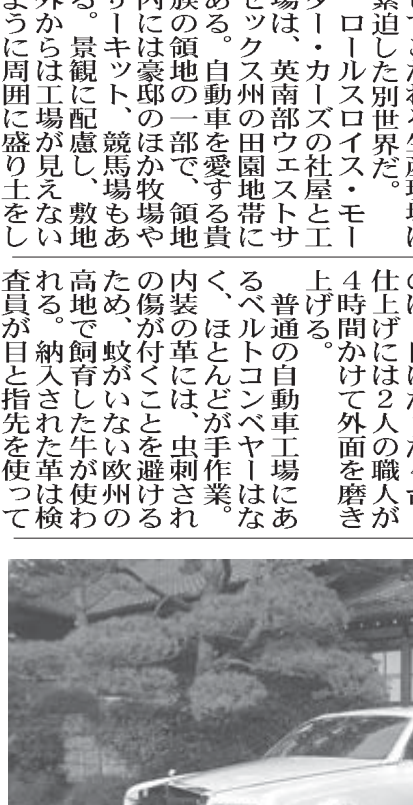 緊迫した別世界だ。
ロールスロイス・モー
ター・カーズの社屋と工
場は、英南部ウェストサ
セックス州の田園地帯に
ある。自動車を愛する貴
族の領地の一部で、領地
内には豪邸のほか牧場や
サーキット、競馬場もあ
る。景観に配慮し、敷地
外からは工場が見えない
ように周囲に盛り土をし
仕上げには２人の職人が
４時間かけて外面を磨き
上げる。
普通の自動車工場にあ
るベルトコンベヤーはな
く、ほとんどが手作業。
内装の革には、虫刺され
の傷が付くことを避ける
ため、蚊がいない欧州の
高地で飼育した牛が使わ
れる。納入された革は検
査員が目と指先を使って